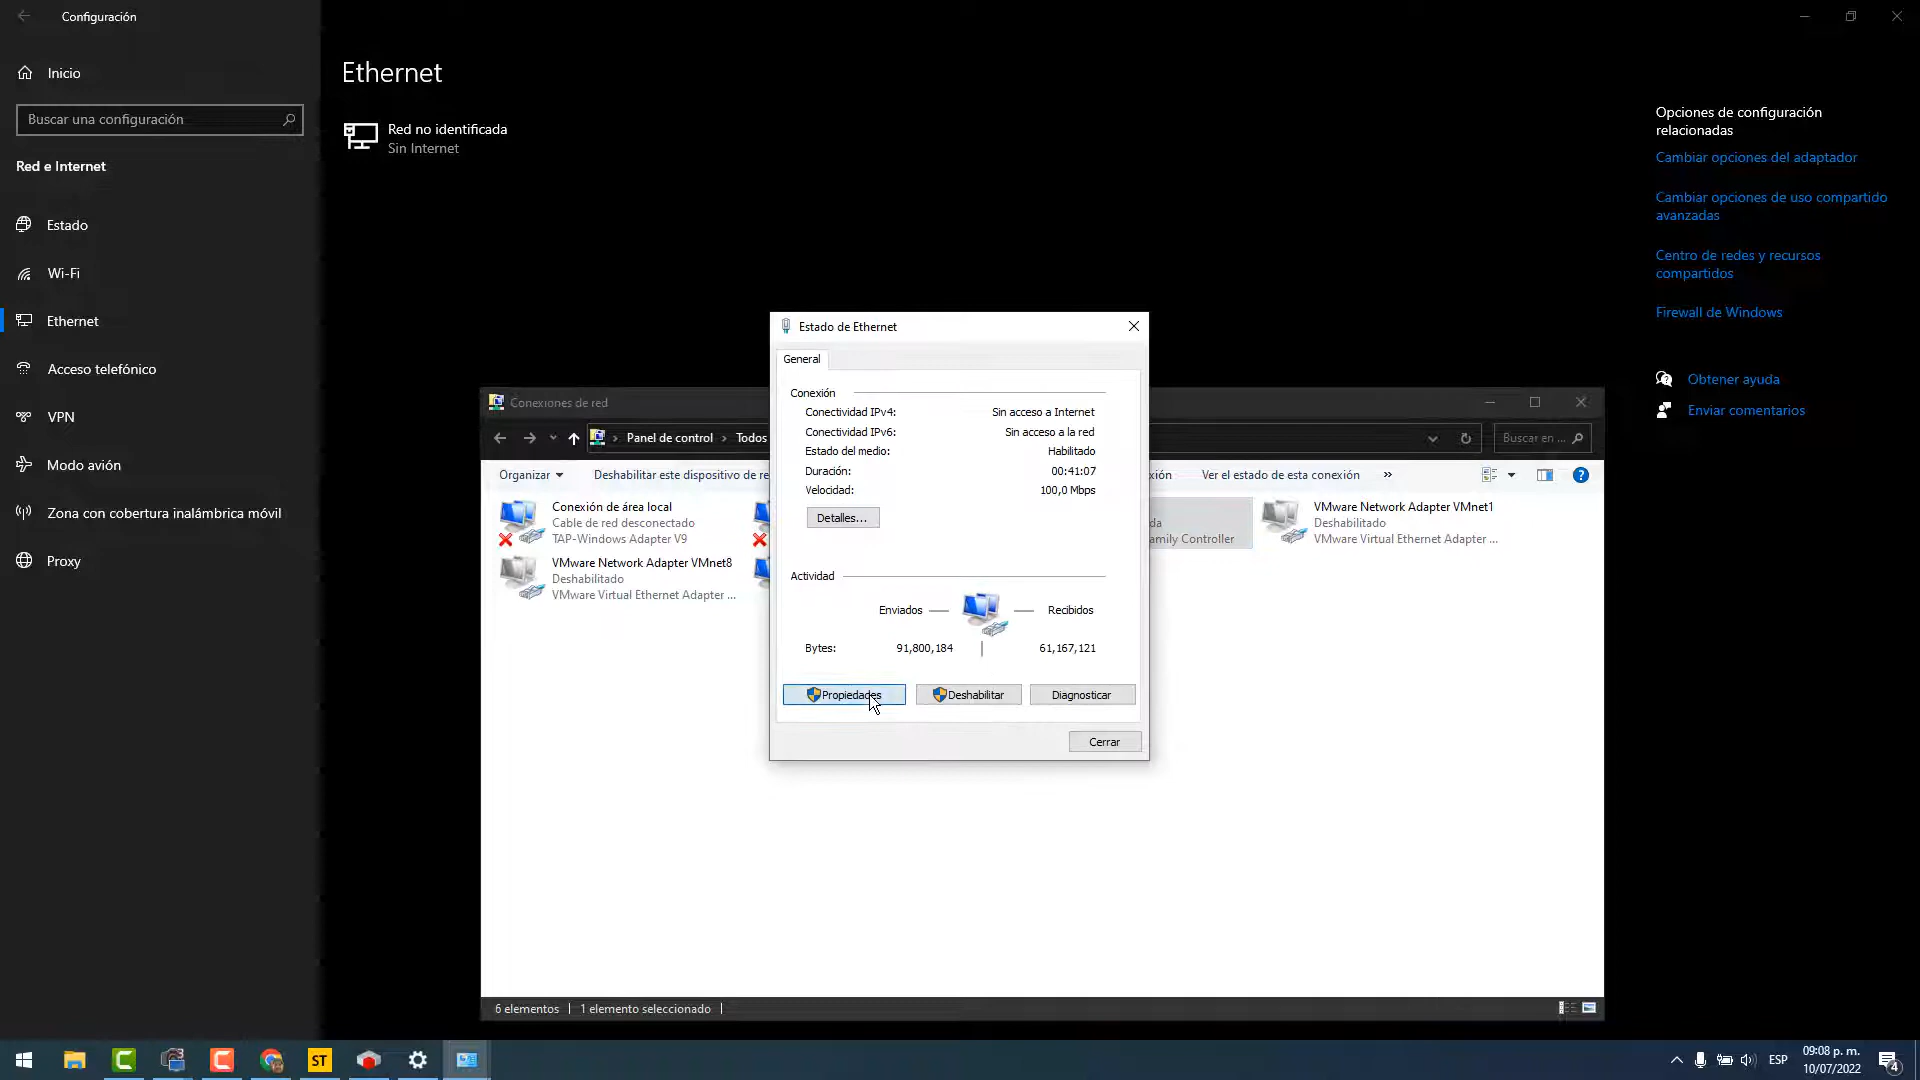 Configuración
Inicio
Buscar una configuración
Red e Internet
Estado
Wi-Fi
Ethernet
Acceso telefónico
VPN
Modo avión
Zona con cobertura inalámbrica móvil
Proxy
Ethernet
Red no identificada
Sin Internet
Opciones de configuración
relacionadas
Cambiar opciones del adaptador
Cambiar opciones de uso compartido
avanzadas
Centro de redes y recursos
compartidos
Firewall de Windows
Obtener ayuda
Enviar comentarios
Conexiones de red
Panel de control
Todos
Buscar en ...
Organizar
Deshabilitar este dispositivo de re
xión
Ver el estado de esta conexión
»
Conexión de área local
Cable de red desconectado
TAP-Windows Adapter V9
VMware Network Adapter VMnet8
Deshabilitado
VMware Virtual Ethernet Adapter ...
da
amily Controller
VMware Network Adapter VMnet1
Deshabilitado
VMware Virtual Ethernet Adapter ...
6 elementos
1 elemento seleccionado
Estado de Ethernet
General
Conexión
Conectividad IPv4: Sin acceso a Internet
Conectividad IPv6: Sin acceso a la red
Estado del medio: Habilitado
Duración: 00:41:07
Velocidad: 100,0 Mbps
Detalles...
Actividad
Enviados — — Recibidos
Bytes: 91,800,184 | 61,167,121
Propiedades Deshabilitar Diagnosticar
Cerrar
ST
ESP
09:08 p. m.
10/07/2022
4